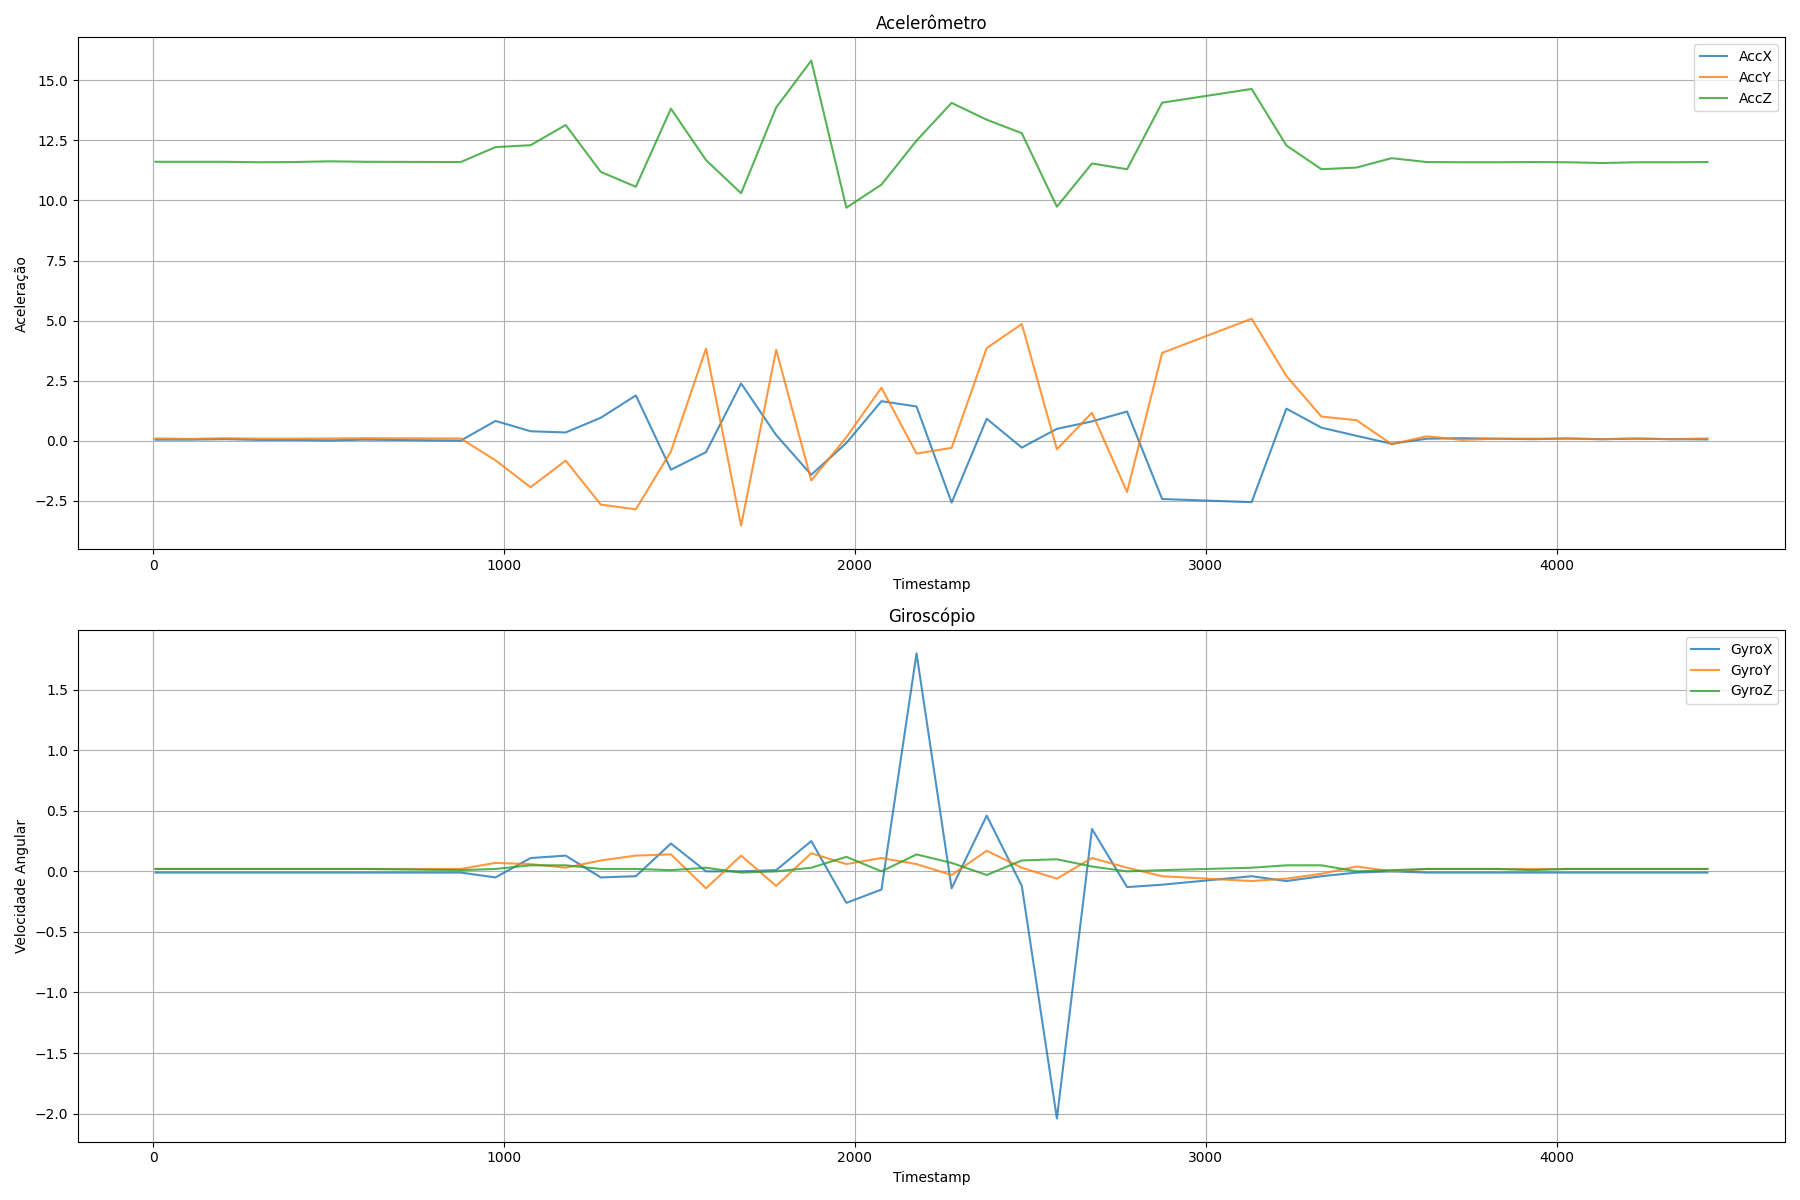 Acelerômetro
AccX
AccY
AccZ
15.0
12.5
10.0
7.5
5.0
2.5
0.0
−2.5
Aceleração
0 1000 2000 3000 4000
Timestamp
Giroscópio
GyroX
GyroY
GyroZ
1.5
1.0
0.5
0.0
−0.5
−1.0
−1.5
−2.0
Velocidade Angular
0 1000 2000 3000 4000
Timestamp